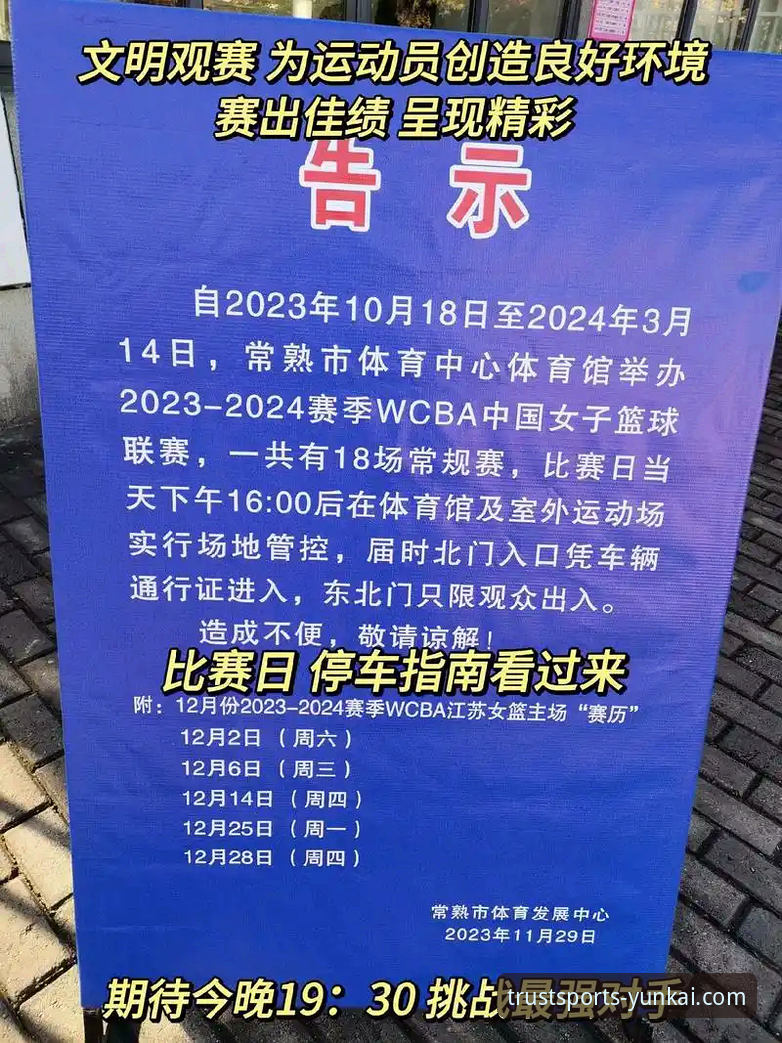 文明观赛 为运动员创造良好环境
赛出佳绩 呈现精彩
告 示
自2023年10月18日至2024年3月
14日，常熟市体育中心体育馆举办
2023-2024赛季WCBA中国女子篮球
联赛，一共有18场常规赛，比赛日当
天下午16:00后在体育馆及室外运动场
实行场地管控，届时北门入口凭车辆
通行证进入，东北门只限观众出入。
造成不便，敬请谅解！
比赛日 停车指南看过来
附：12月份2023-2024赛季WCBA江苏女篮主场“赛历”
12月2日（周六）
12月6日（周三）
12月14日（周四）
12月25日（周一）
12月28日（周四）
常熟市体育发展中心
2023年11月29日
期待今晚19：30 挑战最强对手
trustsports-yunkai.com